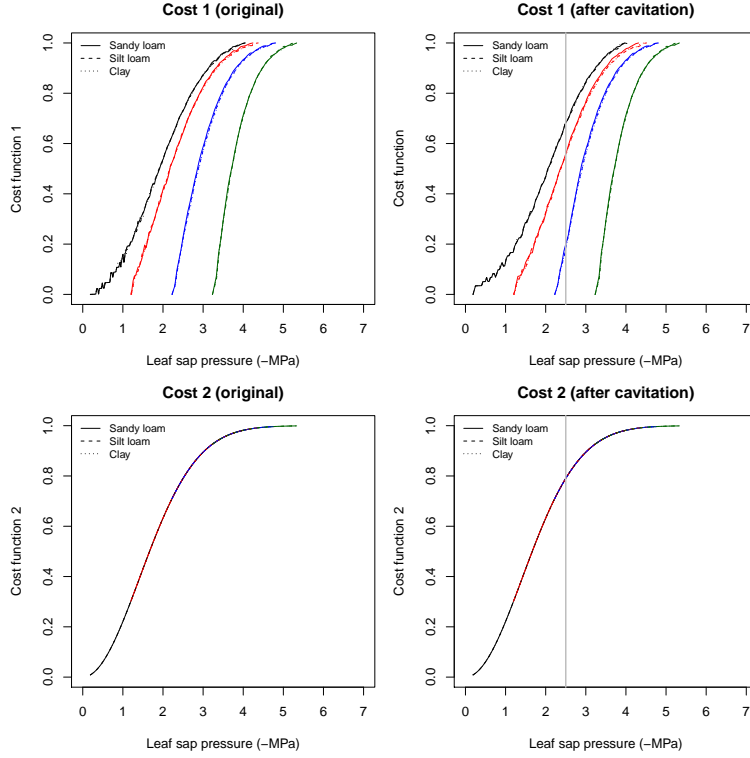 Cost 1 (original)
Cost function 1
0.0 0.2 0.4 0.6 0.8 1.0
Sandy loam
Silt loam
Clay
0 1 2 3 4 5 6 7
Leaf sap pressure (−MPa)
Cost 1 (after cavitation)
Cost function
0.0 0.2 0.4 0.6 0.8 1.0
Sandy loam
Silt loam
Clay
0 1 2 3 4 5 6 7
Leaf sap pressure (−MPa)
Cost 2 (original)
Cost function 2
0.0 0.2 0.4 0.6 0.8 1.0
Sandy loam
Silt loam
Clay
0 1 2 3 4 5 6 7
Leaf sap pressure (−MPa)
Cost 2 (after cavitation)
Cost function 2
0.0 0.2 0.4 0.6 0.8 1.0
Sandy loam
Silt loam
Clay
0 1 2 3 4 5 6 7
Leaf sap pressure (−MPa)